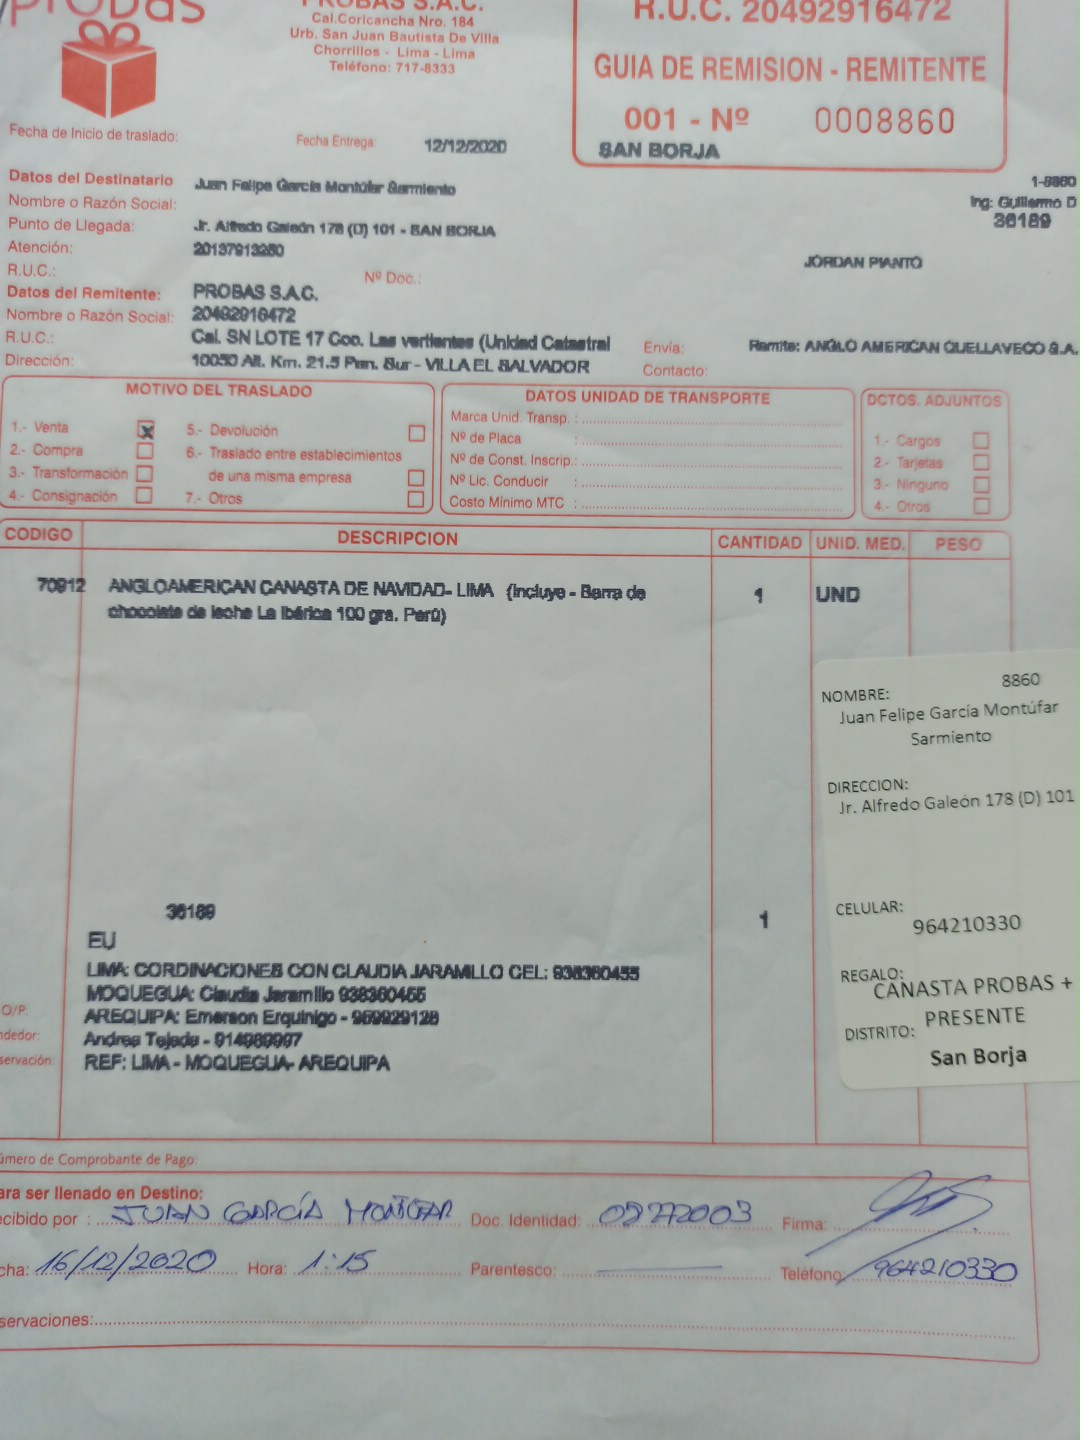 probas
PROBAS S.A.C.
Cal.Coricancha Nro. 184
Urb. San Juan Bautista De Villa
Chorrillos - Lima - Lima
Teléfono: 717-8333
R.U.C. 20492916472
GUIA DE REMISION - REMITENTE
001 - Nº 0008860
SAN BORJA
Fecha de Inicio de traslado:
Fecha Entrega: 12/12/2020
Datos del Destinatario
Nombre o Razón Social: Juan Felipe García Montúfar Sarmiento
1-8860
Ing: Guillermo D
36189
Punto de Llegada: Jr. Alfredo Galeón 178 (D) 101 - SAN BORJA
Atención: 20137913250
JORDAN PIANTO
R.U.C.: Nº Doc.:
Datos del Remitente: PROBAS S.A.C.
Nombre o Razón Social: 20492916472
R.U.C.: Cal. SN LOTE 17 Coo. Las vertientes (Unidad Catastral
Dirección: 10050 Alt. Km. 21.5 Pan. Sur - VILLA EL SALVADOR
Envía: Remite: ANGLO AMERICAN QUELLAVECO S.A.
Contacto:
MOTIVO DEL TRASLADO
1.- Venta x
2.- Compra
3.- Transformación
4.- Consignación
5.- Devolución
6.- Traslado entre establecimientos
de una misma empresa
7.- Otros
DATOS UNIDAD DE TRANSPORTE
Marca Unid. Transp. :
Nº de Placa :
Nº de Const. Inscrip.:
Nº Lic. Conducir :
Costo Mínimo MTC :
DCTOS. ADJUNTOS
1.- Cargos
2.- Tarjetas
3.- Ninguno
4.- Otros
CODIGO DESCRIPCION CANTIDAD UNID. MED. PESO
70912 ANGLOAMERICAN CANASTA DE NAVIDAD- LIMA (Incluye - Barra de 1 UND
chocolate de leche La Ibérica 100 grs. Perú)
36189 1
EU
LIMA: CORDINACIONES CON CLAUDIA JARAMILLO CEL: 938360455
MOQUEGUA: Claudia Jaramillo 938360455
AREQUIPA: Emerson Erquinigo - 959929128
Andrea Tejada - 914989997
REF: LIMA - MOQUEGUA- AREQUIPA
O/P.
ndedor:
servación:
8860
NOMBRE:
Juan Felipe García Montúfar
Sarmiento
DIRECCION:
Jr. Alfredo Galeón 178 (D) 101
CELULAR:
964210330
REGALO:
CANASTA PROBAS +
PRESENTE
DISTRITO:
San Borja
úmero de Comprobante de Pago:
ara ser llenado en Destino:
ecibido por : JUAN GARCÍA MONTÚFAR Doc. Identidad: 08272003 Firma:
cha: 16/12/2020 Hora: 1:15 Parentesco: Teléfono: 964210330
servaciones: